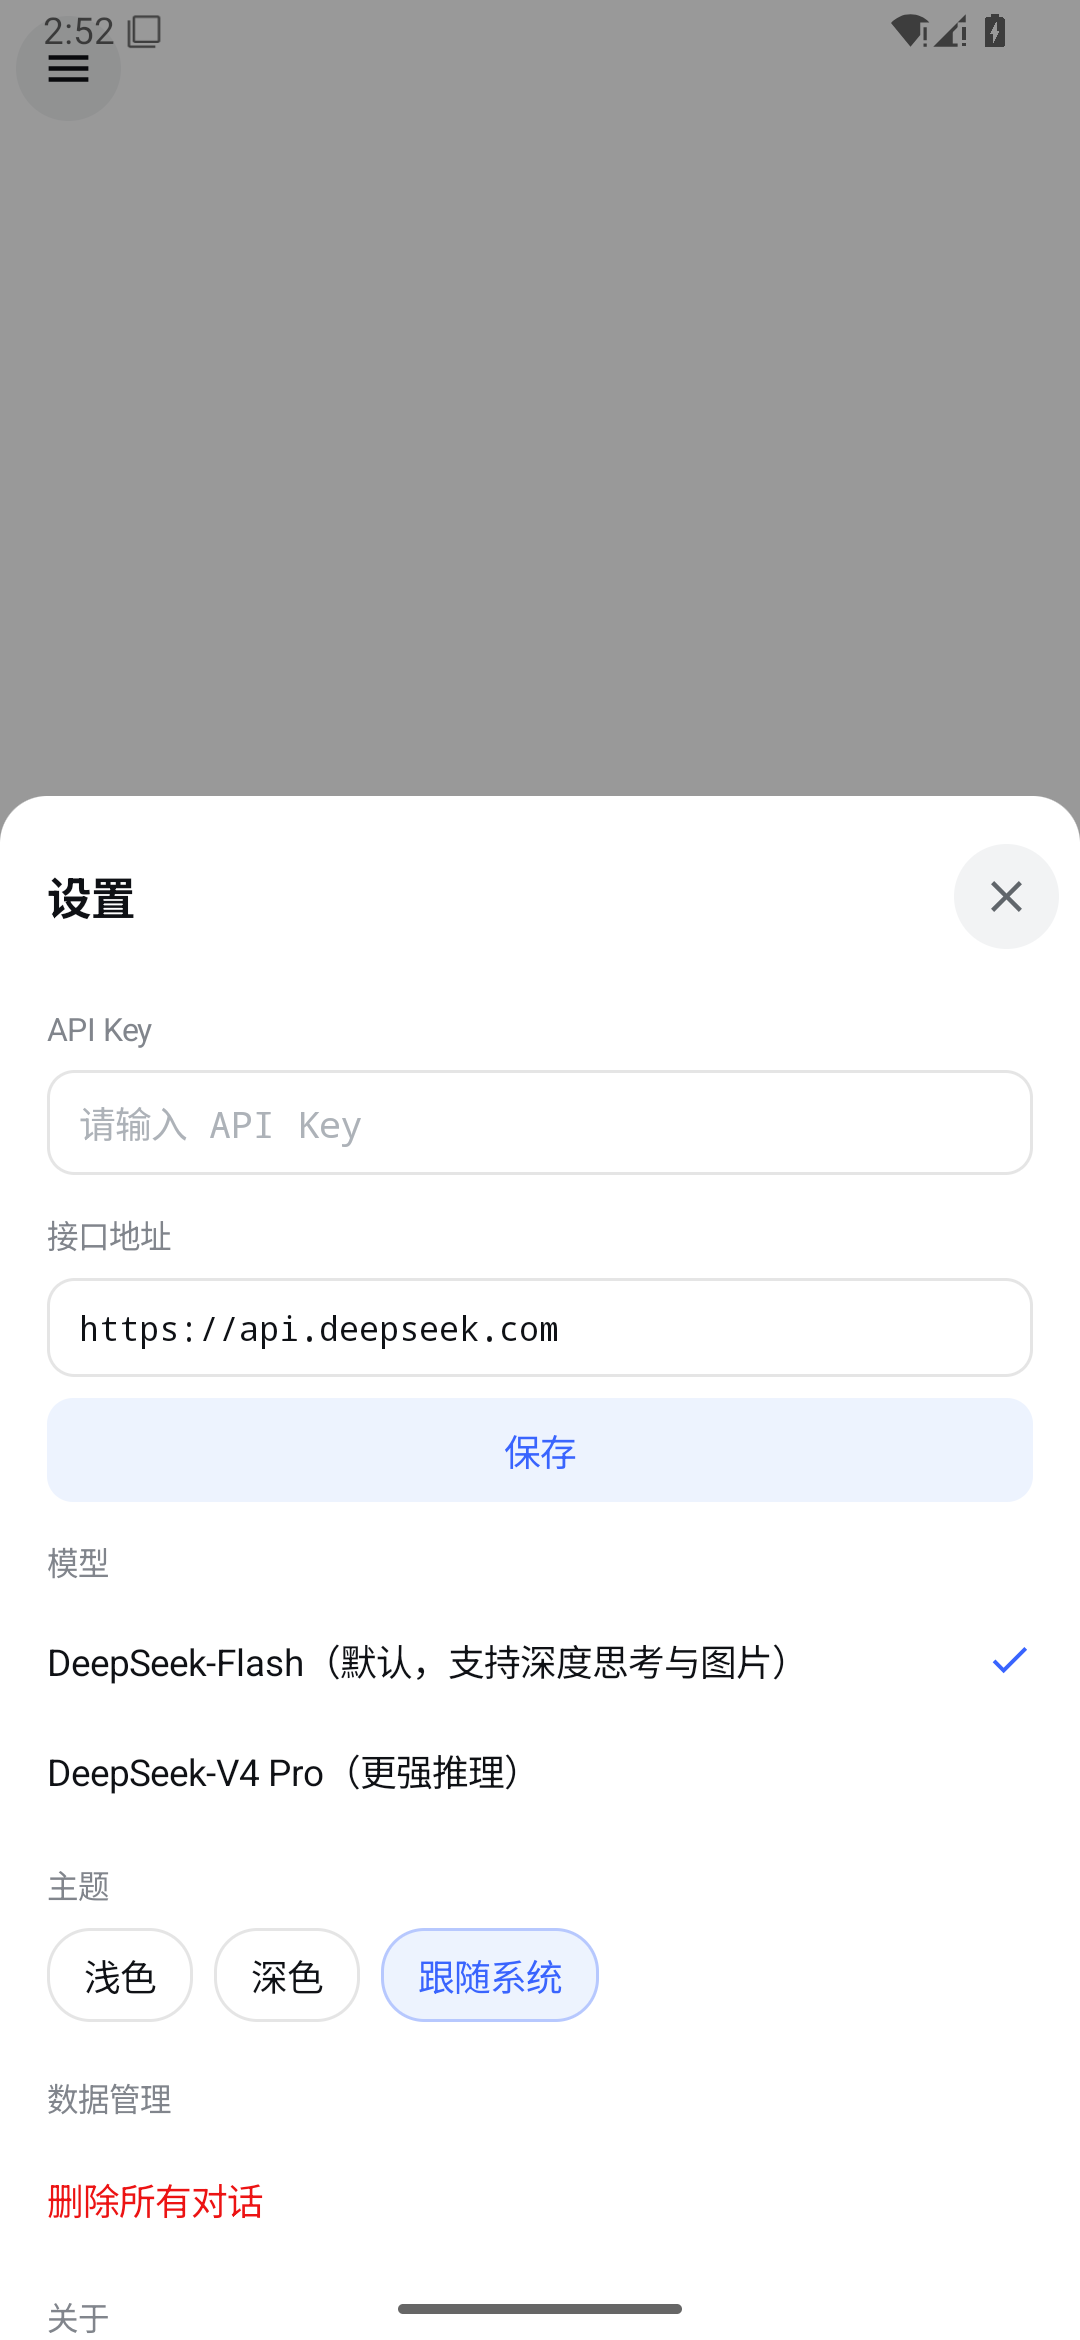 2:52
设置
API Key
请输入 API Key
接口地址
https://api.deepseek.com
保存
模型
DeepSeek-Flash（默认，支持深度思考与图片）
DeepSeek-V4 Pro（更强推理）
主题
浅色 深色 跟随系统
数据管理
删除所有对话
关于